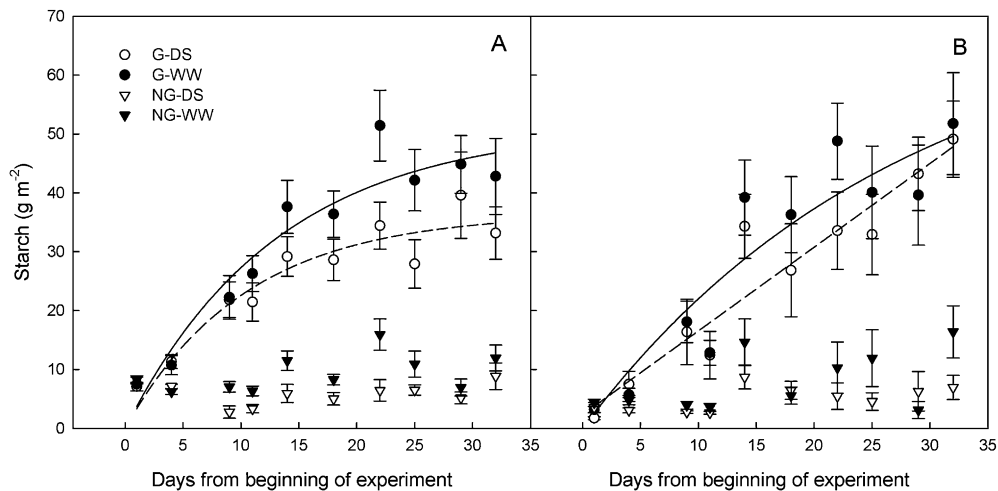 70
60
50
40
30
20
10
0
Starch (g m-2)
A
G-DS
G-WW
NG-DS
NG-WW
0 5 10 15 20 25 30 35
Days from beginning of experiment
B
0 5 10 15 20 25 30 35
Days from beginning of experiment